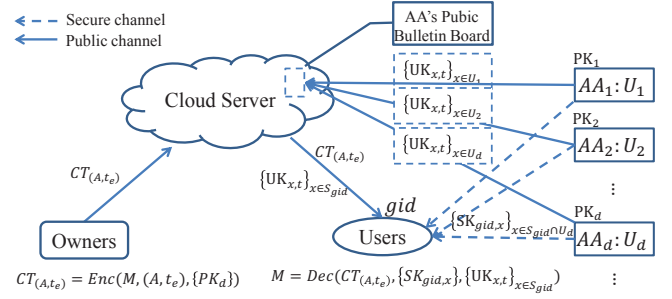 Secure channel
Public channel
AA's Pubic
Bulletin Board
Cloud Server
{UK_{x,t}}_{x∈U_1}
{UK_{x,t}}_{x∈U_2}
{UK_{x,t}}_{x∈U_d}
PK_1
AA_1: U_1
PK_2
AA_2: U_2
⋮
⋮
PK_d
AA_d: U_d
CT_{(A,t_e)}
CT_{(A,t_e)}
{UK_{x,t}}_{x∈S_{gid}}
gid
{SK_{gid,x}}_{x∈S_{gid}∩U_d}
Owners
Users
CT_{(A,t_e)} = Enc(M, (A, t_e), {PK_d})
M = Dec(CT_{(A,t_e)}, {SK_{gid,x}}, {UK_{x,t}}_{x∈S_{gid}})